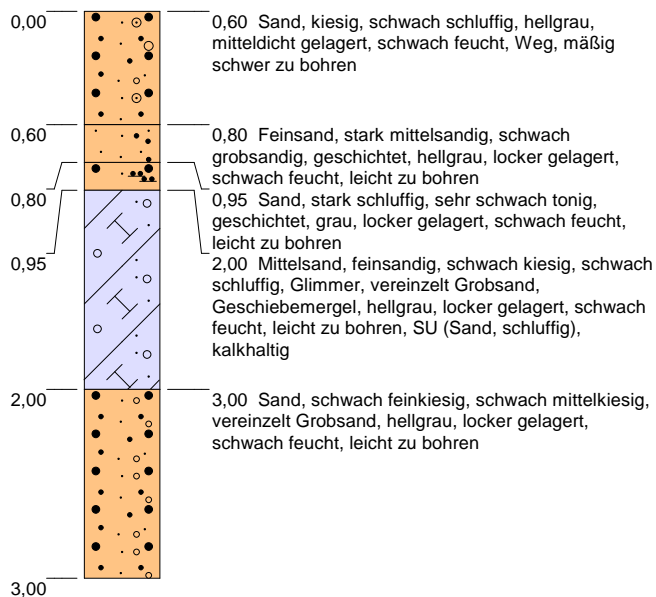 0,00
0,60 Sand, kiesig, schwach schluffig, hellgrau,
mitteldicht gelagert, schwach feucht, Weg, mäßig
schwer zu bohren
0,60
0,80 Feinsand, stark mittelsandig, schwach
grobsandig, geschichtet, hellgrau, locker gelagert,
schwach feucht, leicht zu bohren
0,80
0,95 Sand, stark schluffig, sehr schwach tonig,
geschichtet, grau, locker gelagert, schwach feucht,
leicht zu bohren
0,95
2,00 Mittelsand, feinsandig, schwach kiesig, schwach
schluffig, Glimmer, vereinzelt Grobsand,
Geschiebemergel, hellgrau, locker gelagert, schwach
feucht, leicht zu bohren, SU (Sand, schluffig),
kalkhaltig
2,00
3,00 Sand, schwach feinkiesig, schwach mittelkiesig,
vereinzelt Grobsand, hellgrau, locker gelagert,
schwach feucht, leicht zu bohren
3,00